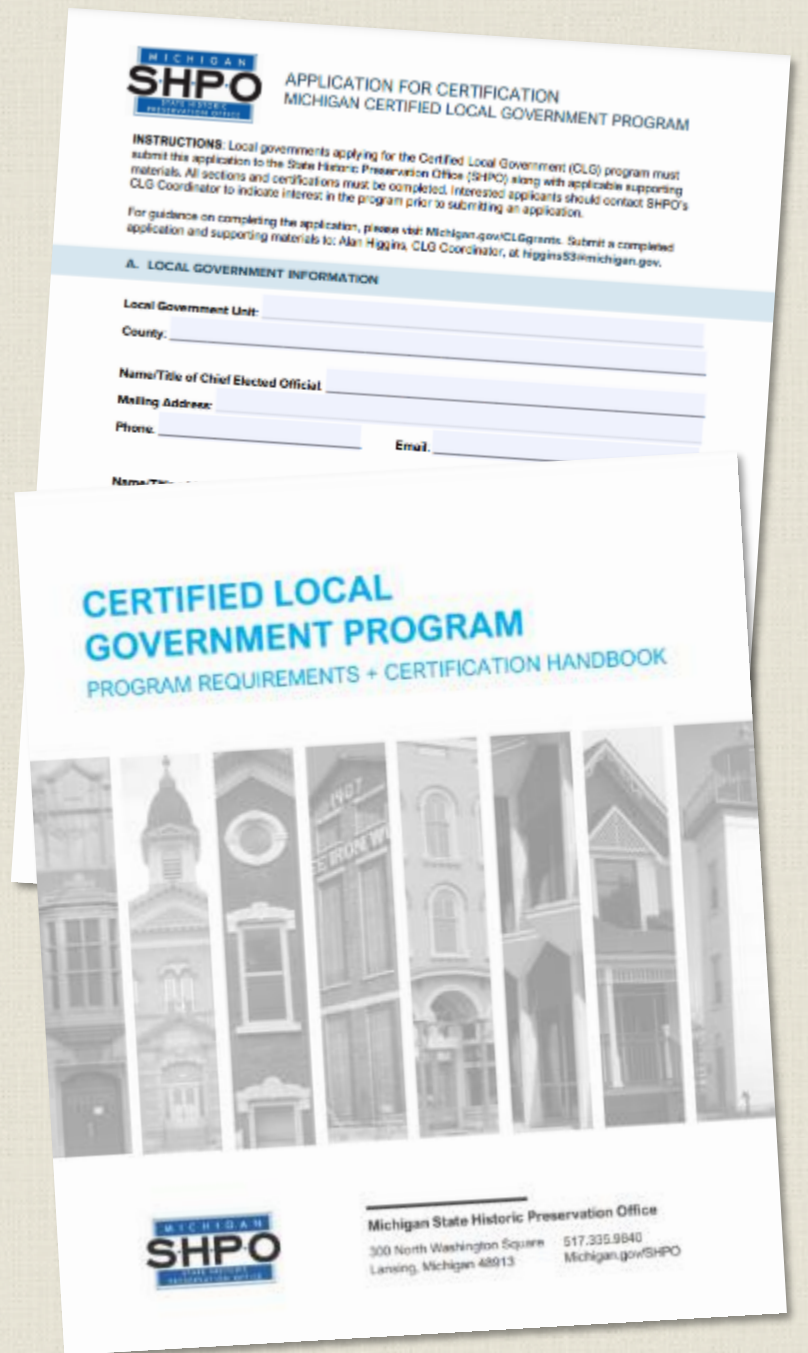 MICHIGAN
SHPO
STATE HISTORIC
PRESERVATION OFFICE
APPLICATION FOR CERTIFICATION
MICHIGAN CERTIFIED LOCAL GOVERNMENT PROGRAM
INSTRUCTIONS: Local governments applying for the Certified Local Government (CLG) program must
submit this application to the State Historic Preservation Office (SHPO) along with applicable supporting
materials. All sections and certifications must be completed. Interested applicants should contact SHPO's
CLG Coordinator to indicate interest in the program prior to submitting an application.
For guidance on completing the application, please visit Michigan.gov/CLGgrants. Submit a completed
application and supporting materials to: Alan Higgins, CLG Coordinator, at higginsS3@michigan.gov.
A. LOCAL GOVERNMENT INFORMATION
Local Government Unit:
County:
Name/Title of Chief Elected Official:
Mailing Address:
Phone:
Email:
CERTIFIED LOCAL
GOVERNMENT PROGRAM
PROGRAM REQUIREMENTS + CERTIFICATION HANDBOOK
MICHIGAN
SHPO
STATE HISTORIC
PRESERVATION OFFICE
Michigan State Historic Preservation Office
300 North Washington Square
Lansing, Michigan 48913
517.335.9840
Michigan.gov/SHPO